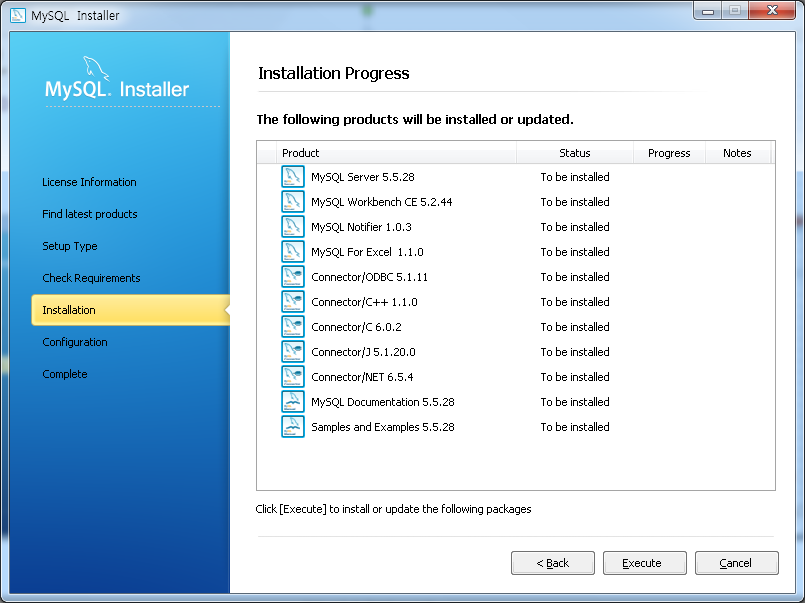 MySQL Installer
MySQL. Installer
License Information
Find latest products
Setup Type
Check Requirements
Installation
Configuration
Complete
Installation Progress
The following products will be installed or updated.
Product Status Progress Notes
MySQL Server 5.5.28 To be installed
MySQL Workbench CE 5.2.44 To be installed
MySQL Notifier 1.0.3 To be installed
MySQL For Excel 1.1.0 To be installed
Connector/ODBC 5.1.11 To be installed
Connector/C++ 1.1.0 To be installed
Connector/C 6.0.2 To be installed
Connector/J 5.1.20.0 To be installed
Connector/NET 6.5.4 To be installed
MySQL Documentation 5.5.28 To be installed
Samples and Examples 5.5.28 To be installed
Click [Execute] to install or update the following packages
< Back Execute Cancel